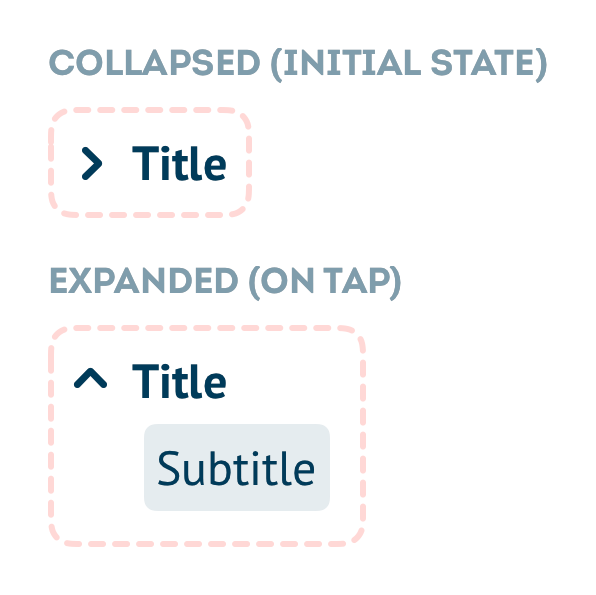 COLLAPSED (INITIAL STATE)
Title
EXPANDED (ON TAP)
Title
Subtitle